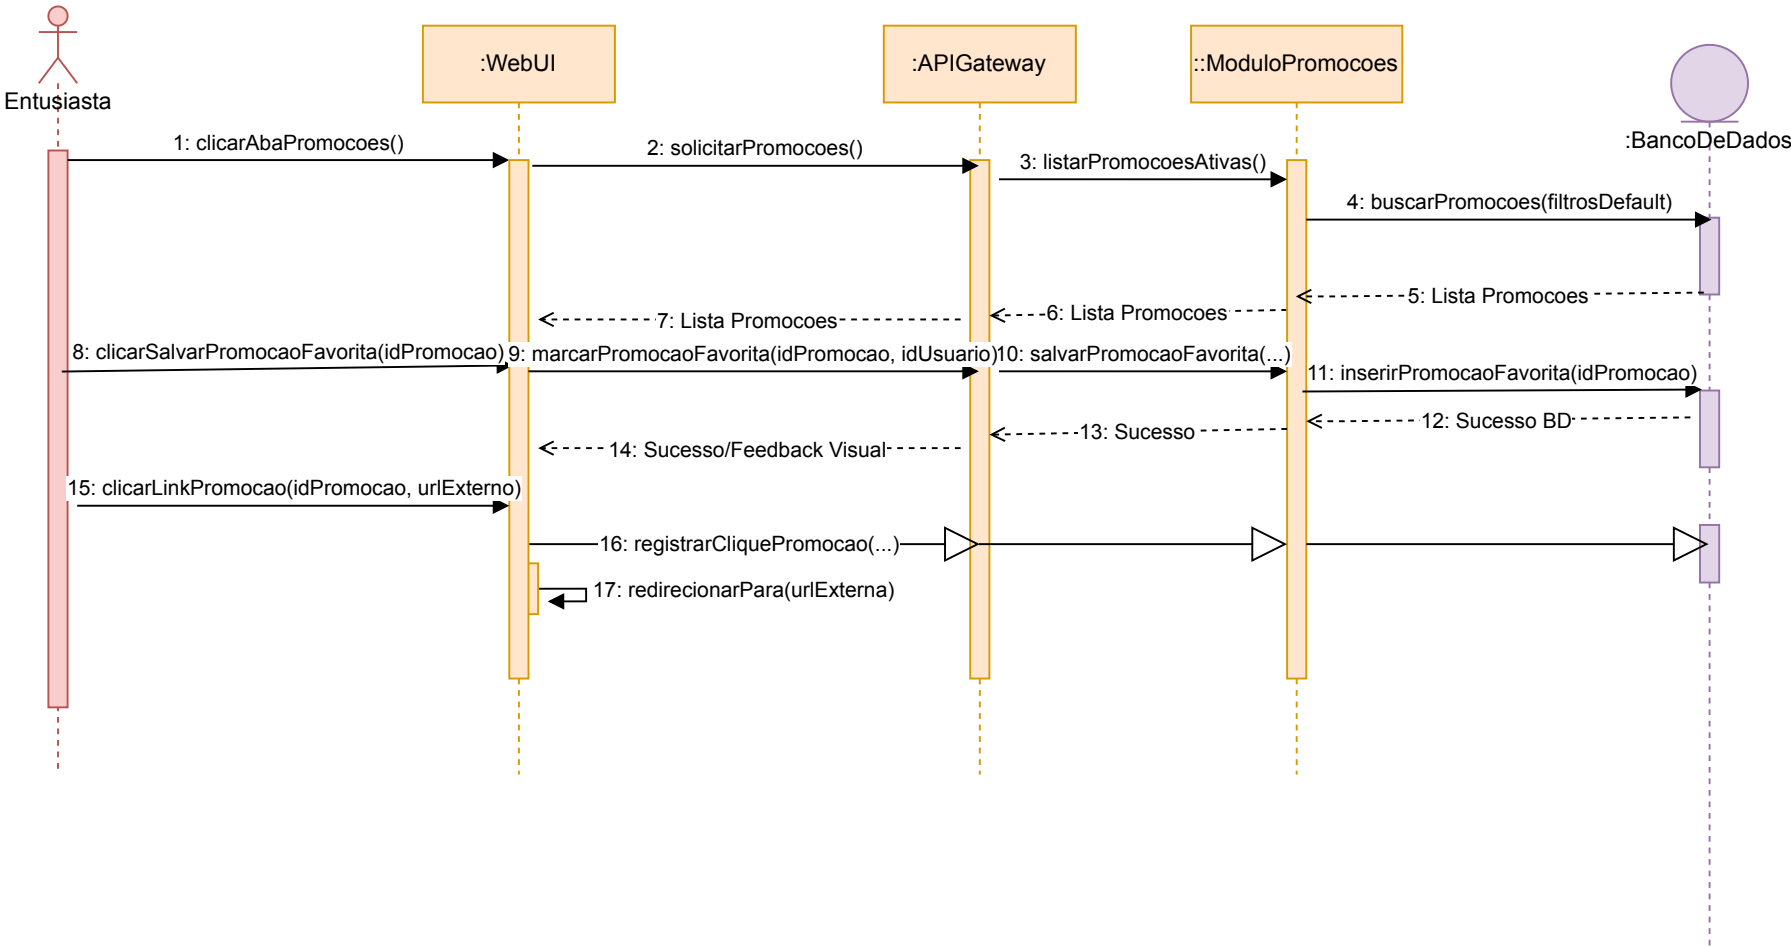 Entusiasta
:WebUI
:APIGateway
::ModuloPromocoes
:BancoDeDados
1: clicarAbaPromocoes()
2: solicitarPromocoes()
3: listarPromocoesAtivas()
4: buscarPromocoes(filtrosDefault)
5: Lista Promocoes
6: Lista Promocoes
7: Lista Promocoes
8: clicarSalvarPromocaoFavorita(idPromocao)
9: marcarPromocaoFavorita(idPromocao, idUsuario)
10: salvarPromocaoFavorita(...)
11: inserirPromocaoFavorita(idPromocao)
12: Sucesso BD
13: Sucesso
14: Sucesso/Feedback Visual
15: clicarLinkPromocao(idPromocao, urlExterno)
16: registrarCliquePromocao(...)
17: redirecionarPara(urlExterna)